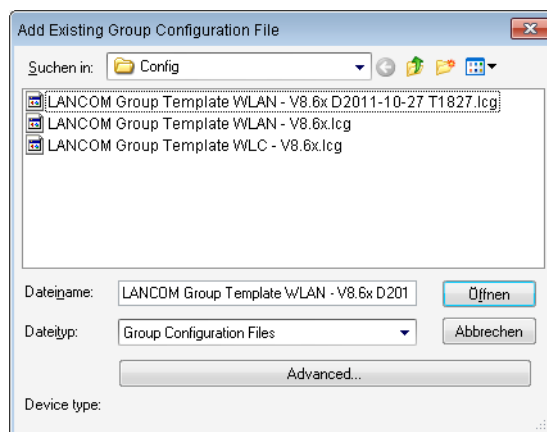 Add Existing Group Configuration File
Suchen in: Config
LANCOM Group Template WLAN - V8.6x D2011-10-27 T1827.lcg
LANCOM Group Template WLAN - V8.6x.lcg
LANCOM Group Template WLC - V8.6x.lcg
Dateiname: LANCOM Group Template WLAN - V8.6x D201 Öffnen
Dateityp: Group Configuration Files Abbrechen
Advanced...
Device type: